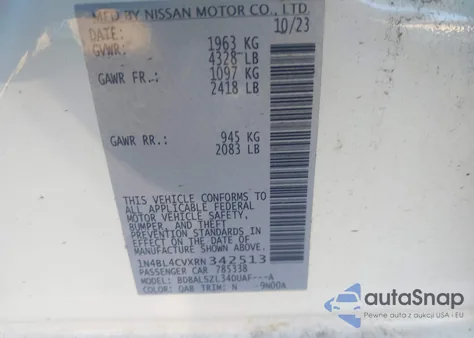 MFD BY NISSAN MOTOR CO., LTD.
DATE: 10/23
GVWR: 1963 KG
4328 LB
GAWR FR.: 1097 KG
2418 LB
GAWR RR.: 945 KG
2083 LB
THIS VEHICLE CONFORMS TO
ALL APPLICABLE FEDERAL
MOTOR VEHICLE SAFETY,
BUMPER, AND THEFT
PREVENTION STANDARDS IN
EFFECT ON THE DATE OF
MANUFACTURE SHOWN ABOVE.
1N4BL4CVXRN342513
PASSENGER CAR 785338
MODEL: BDBALSZL34DUAF---A
COLOR: QAB TRIM: N -9N00A
autaSnap
Pewne auta używane z USA i EU